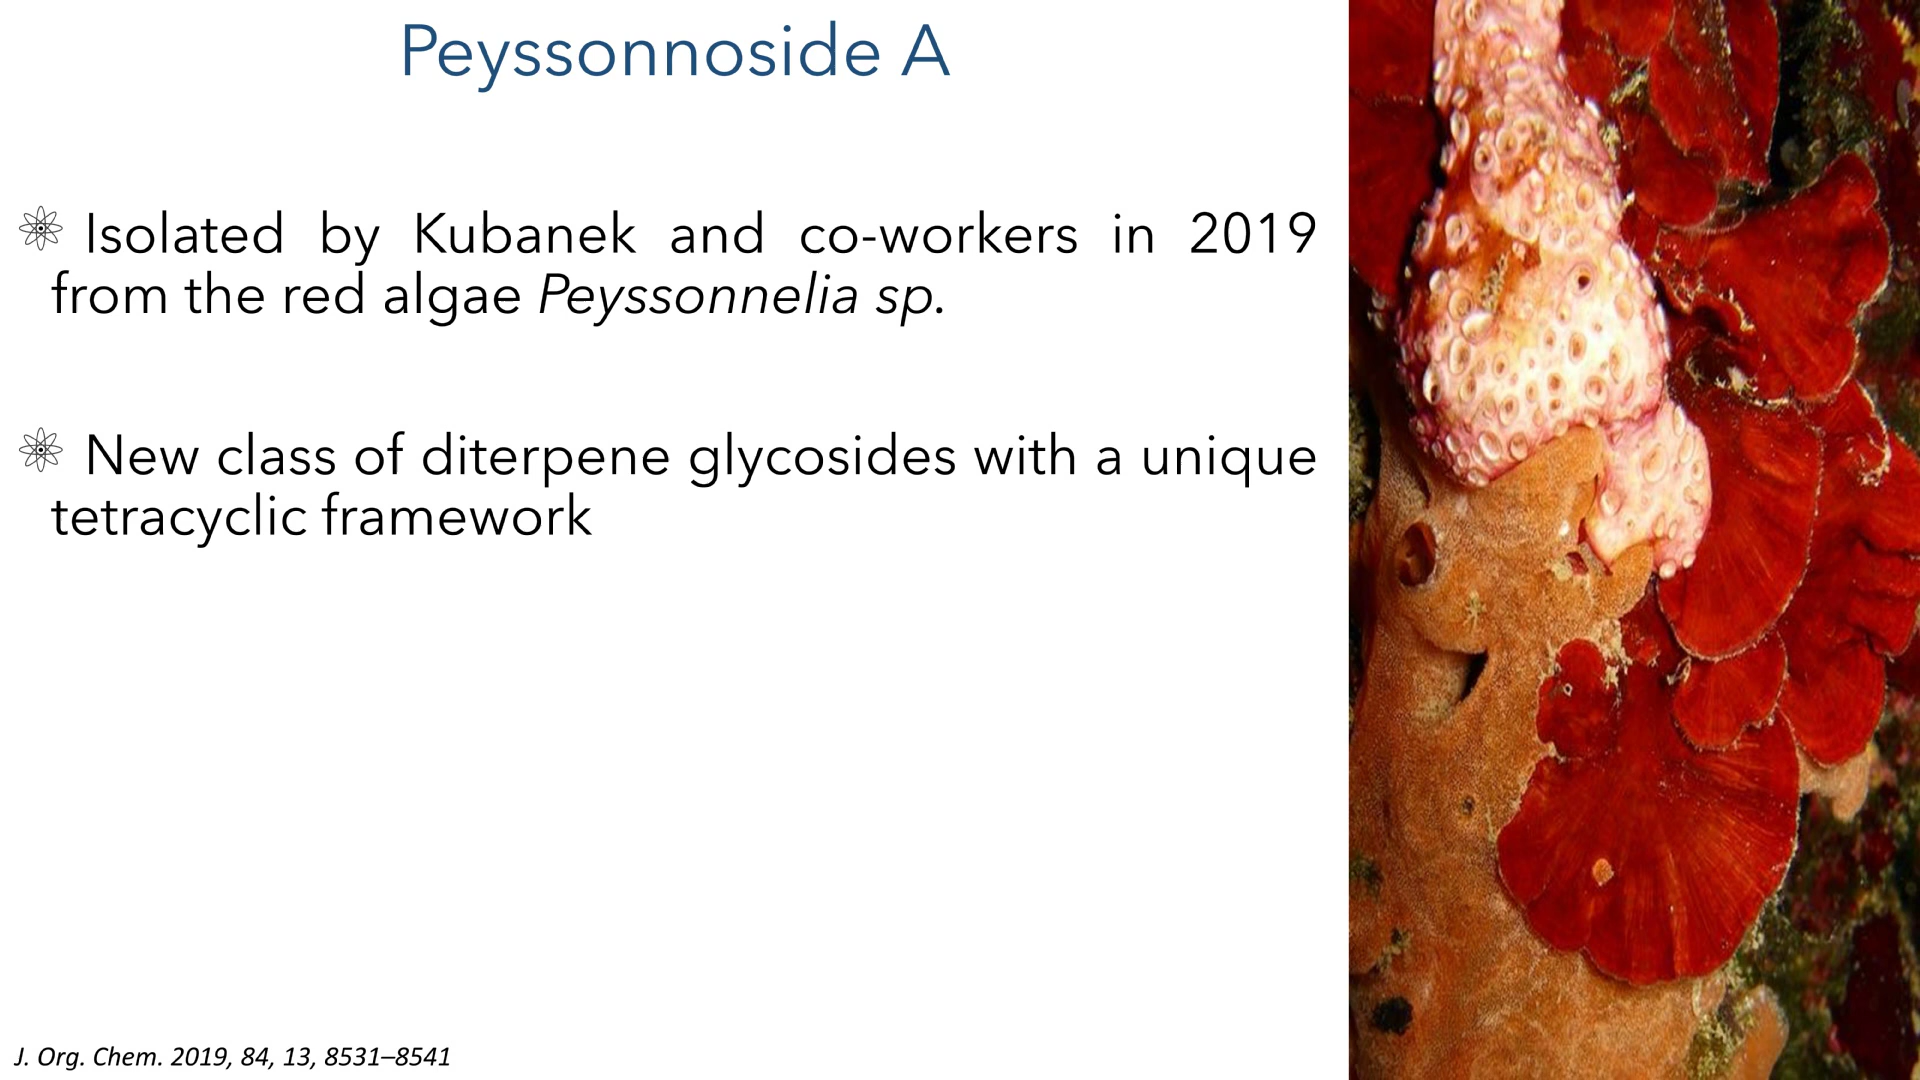 Peyssonnoside A
Isolated by Kubanek and co-workers in 2019
from the red algae Peyssonnelia sp.
New class of diterpene glycosides with a unique
tetracyclic framework
J. Org. Chem. 2019, 84, 13, 8531–8541